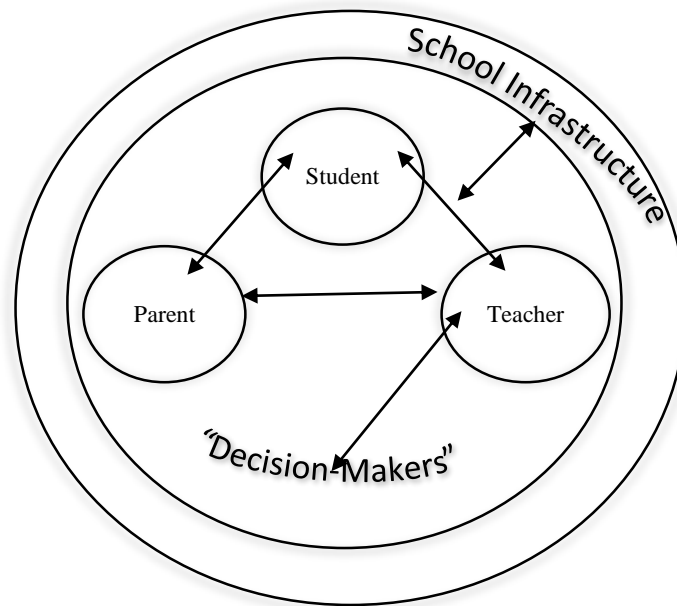 School Infrastructure
Student
Parent
Teacher
“Decision-Makers”